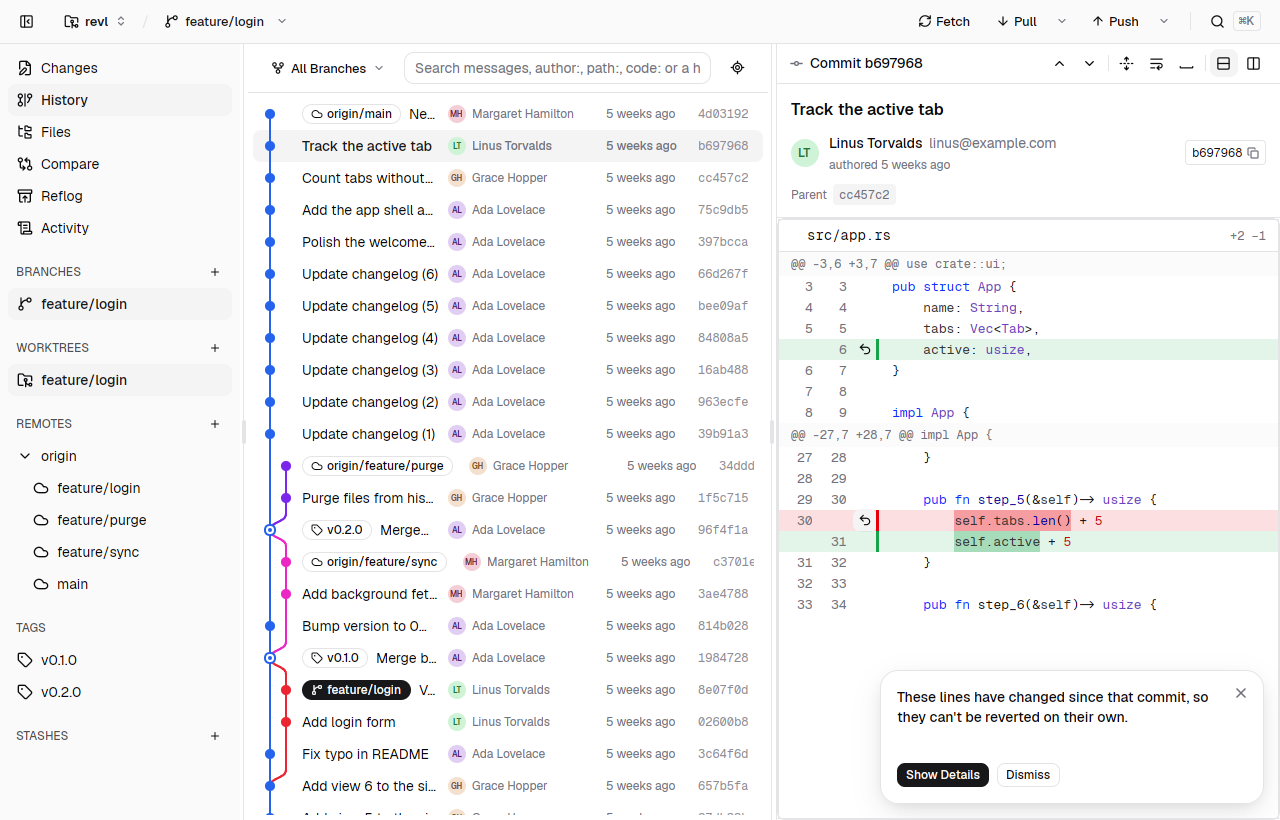 revl / feature/login Fetch Pull Push ⌘K
Changes
History
Files
Compare
Reflog
Activity
BRANCHES
feature/login
WORKTREES
feature/login
REMOTES
origin
feature/login
feature/purge
feature/sync
main
TAGS
v0.1.0
v0.2.0
STASHES
All Branches Search messages, author:, path:, code: or a h
origin/main Ne... MH Margaret Hamilton 5 weeks ago 4d03192
Track the active tab LT Linus Torvalds 5 weeks ago b697968
Count tabs without... GH Grace Hopper 5 weeks ago cc457c2
Add the app shell a... AL Ada Lovelace 5 weeks ago 75c9db5
Polish the welcome... AL Ada Lovelace 5 weeks ago 397bcca
Update changelog (6) AL Ada Lovelace 5 weeks ago 66d267f
Update changelog (5) AL Ada Lovelace 5 weeks ago bee09af
Update changelog (4) AL Ada Lovelace 5 weeks ago 84808a5
Update changelog (3) AL Ada Lovelace 5 weeks ago 16ab488
Update changelog (2) AL Ada Lovelace 5 weeks ago 963ecfe
Update changelog (1) AL Ada Lovelace 5 weeks ago 39b91a3
origin/feature/purge GH Grace Hopper 5 weeks ago 34ddd
Purge files from his... GH Grace Hopper 5 weeks ago 1f5c715
v0.2.0 Merge... AL Ada Lovelace 5 weeks ago 96f4f1a
origin/feature/sync MH Margaret Hamilton 5 weeks ago c3701e
Add background fet... MH Margaret Hamilton 5 weeks ago 3ae4788
Bump version to 0... AL Ada Lovelace 5 weeks ago 814b028
v0.1.0 Merge b... AL Ada Lovelace 5 weeks ago 1984728
feature/login V... LT Linus Torvalds 5 weeks ago 8e07f0d
Add login form LT Linus Torvalds 5 weeks ago 02600b8
Fix typo in README AL Ada Lovelace 5 weeks ago 3c64f6d
Add view 6 to the si... GH Grace Hopper 5 weeks ago 657b5fa
Commit b697968
Track the active tab
LT Linus Torvalds linus@example.com
authored 5 weeks ago
b697968
Parent cc457c2
src/app.rs +2 −1
@@ -3,6 +3,7 @@ use crate::ui;
3 3 pub struct App {
4 4 name: String,
5 5 tabs: Vec<Tab>,
6 active: usize,
6 7 }
7 8
8 9 impl App {
@@ -27,7 +28,7 @@ impl App {
27 28 }
28 29
29 30 pub fn step_5(&self)-> usize {
30 self.tabs.len() + 5
31 self.active + 5
31 32 }
32 33
33 34 pub fn step_6(&self)-> usize {
These lines have changed since that commit, so
they can't be reverted on their own.
Show Details Dismiss